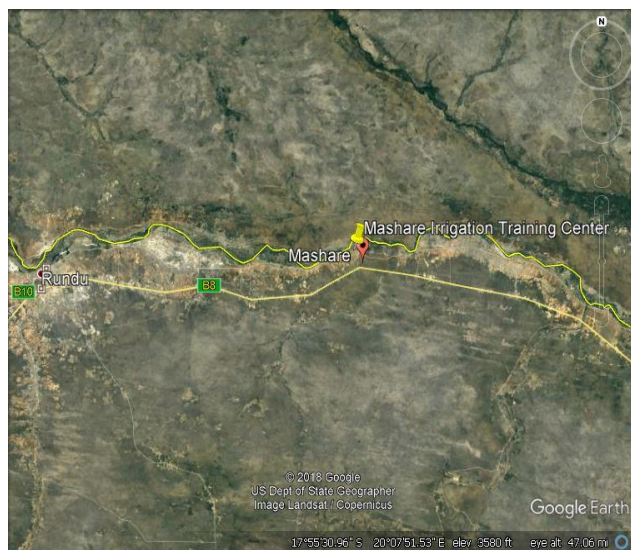 N
Mashare Irrigation Training Center
Mashare
Rundu
B10
B8
© 2018 Google
US Dept of State Geographer
Image Landsat / Copernicus
Google Earth
17°55'30.96" S 20°07'51.53" E elev 3580 ft eye alt 47.06 mi